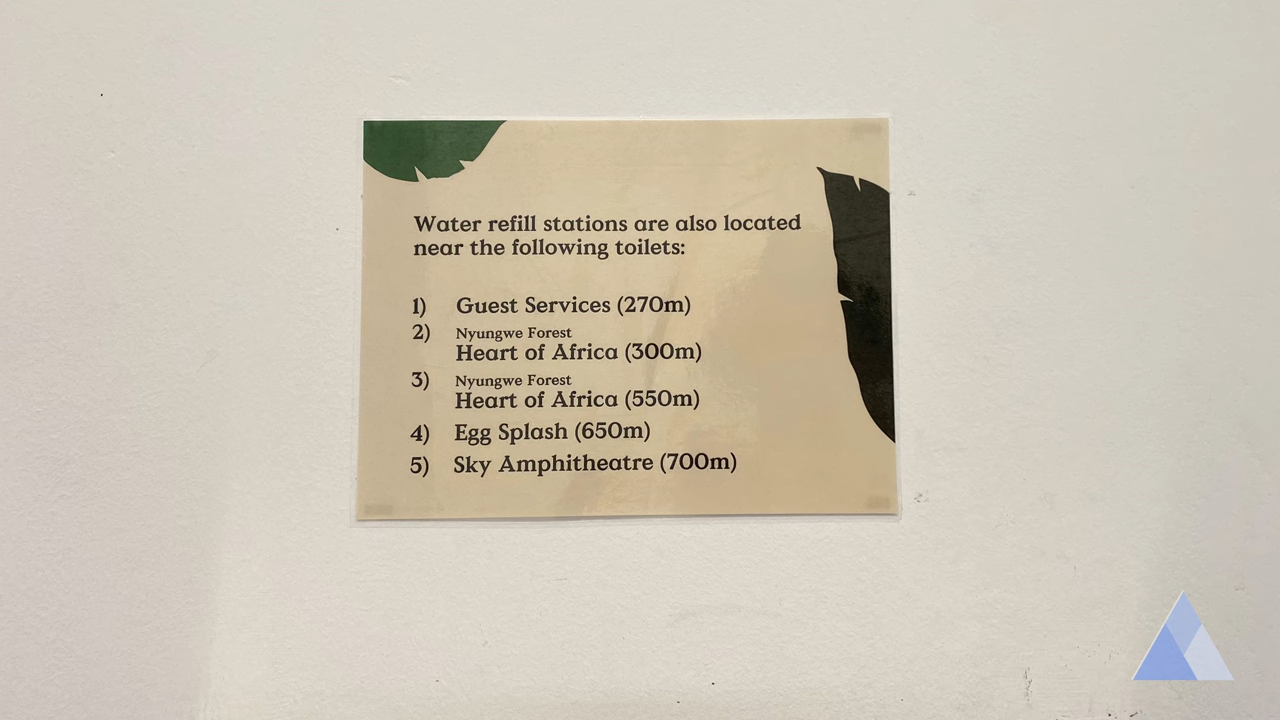 Water refill stations are also located
near the following toilets:
1) Guest Services (270m)
2) Nyungwe Forest
Heart of Africa (300m)
3) Nyungwe Forest
Heart of Africa (550m)
4) Egg Splash (650m)
5) Sky Amphitheatre (700m)